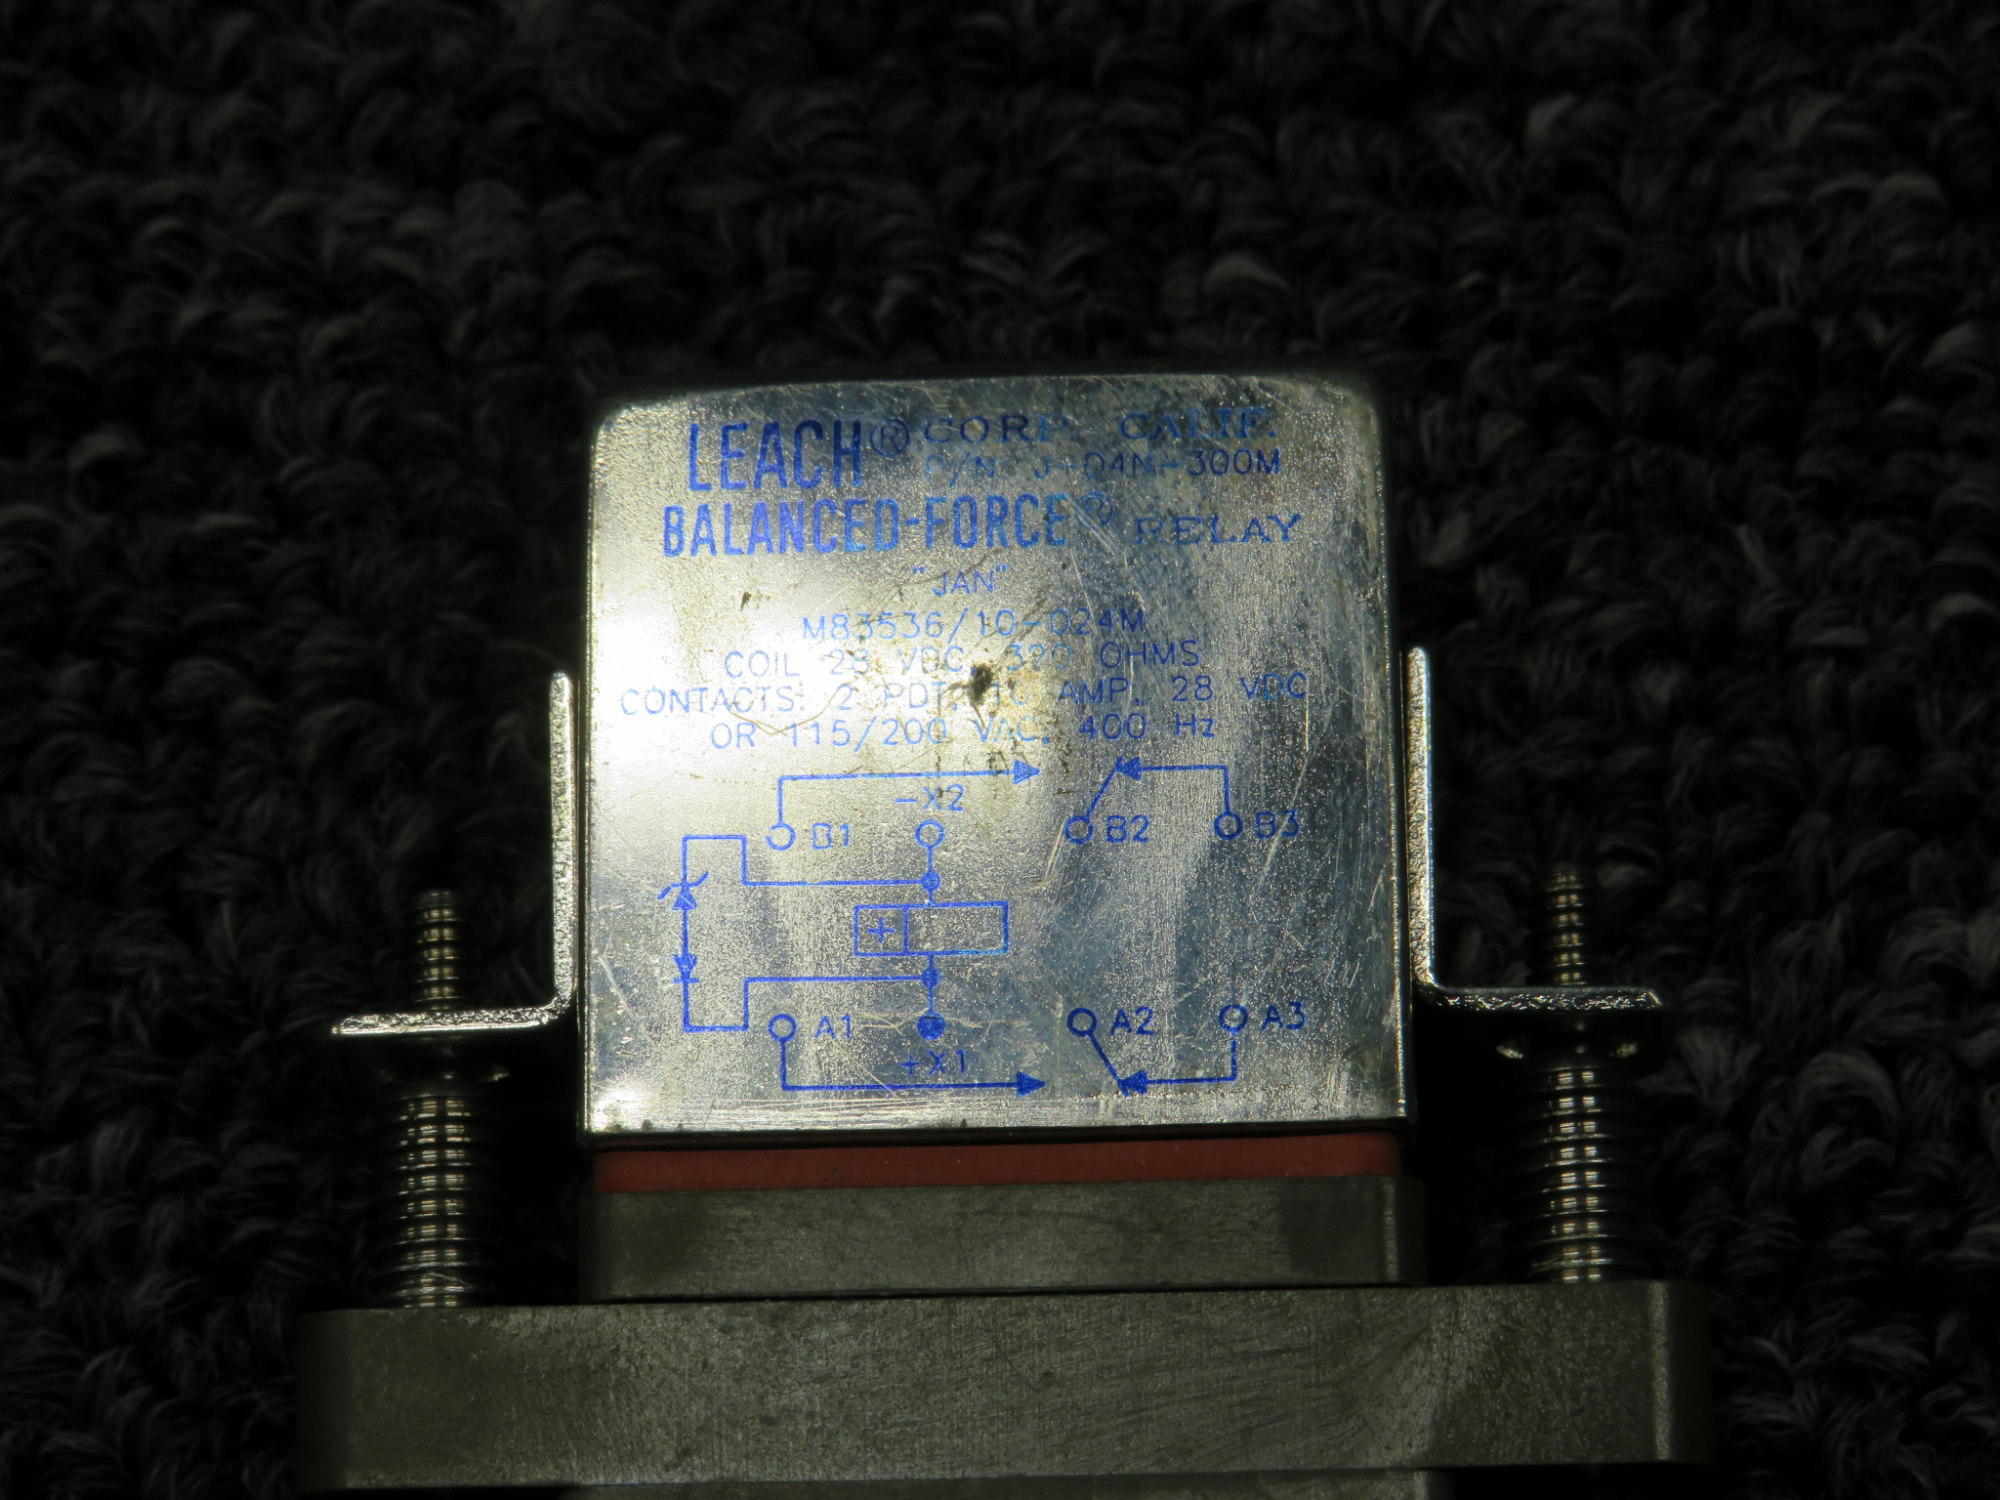 LEACH® CORP. CALIF.
P/N J-04N-300M
BALANCED-FORCE® RELAY
"JAN"
M83536/10-024M
COIL 28 VDC, OHMS
CONTACTS: 2 PDT, 10 AMP. 28 VDC
OR 115/200 VAC, 400 Hz
-X2
B1 B2 B3
+
A1 A2 A3
+X1